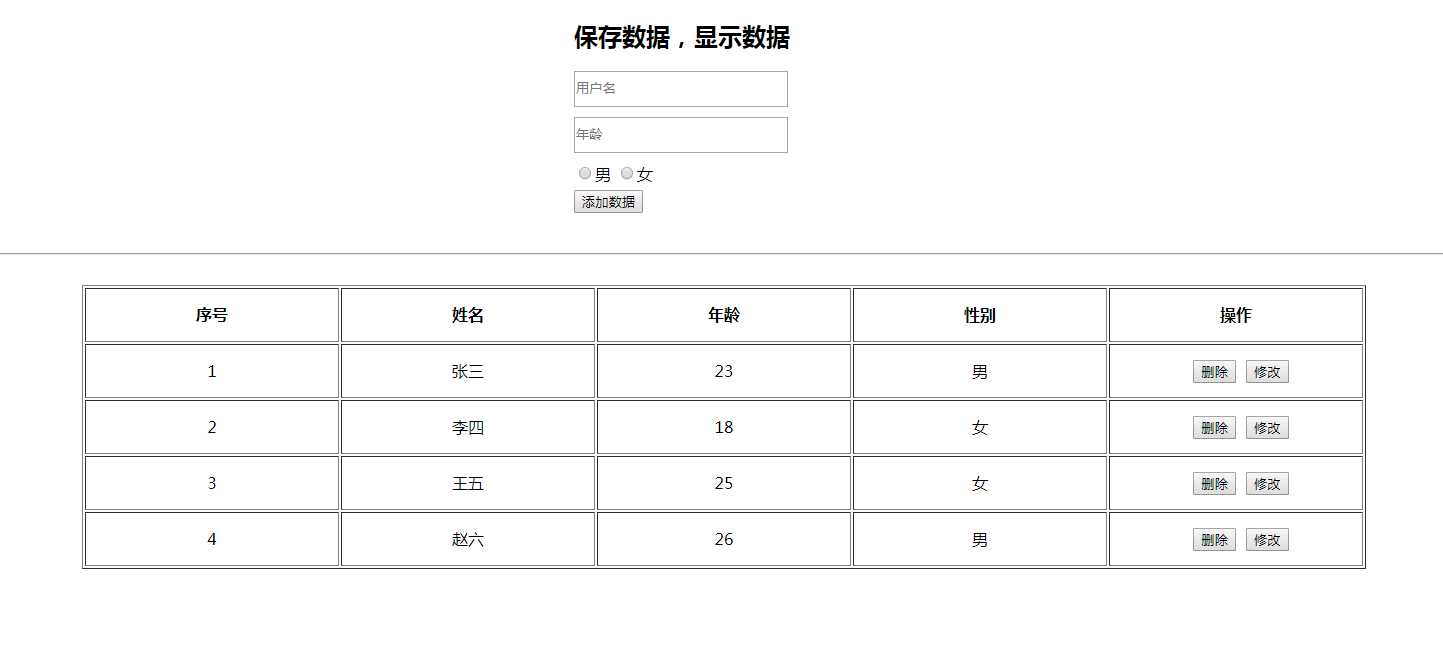 保存数据，显示数据
用户名
年龄
男 女
添加数据
序号 姓名 年龄 性别 操作
1 张三 23 男 删除 修改
2 李四 18 女 删除 修改
3 王五 25 女 删除 修改
4 赵六 26 男 删除 修改